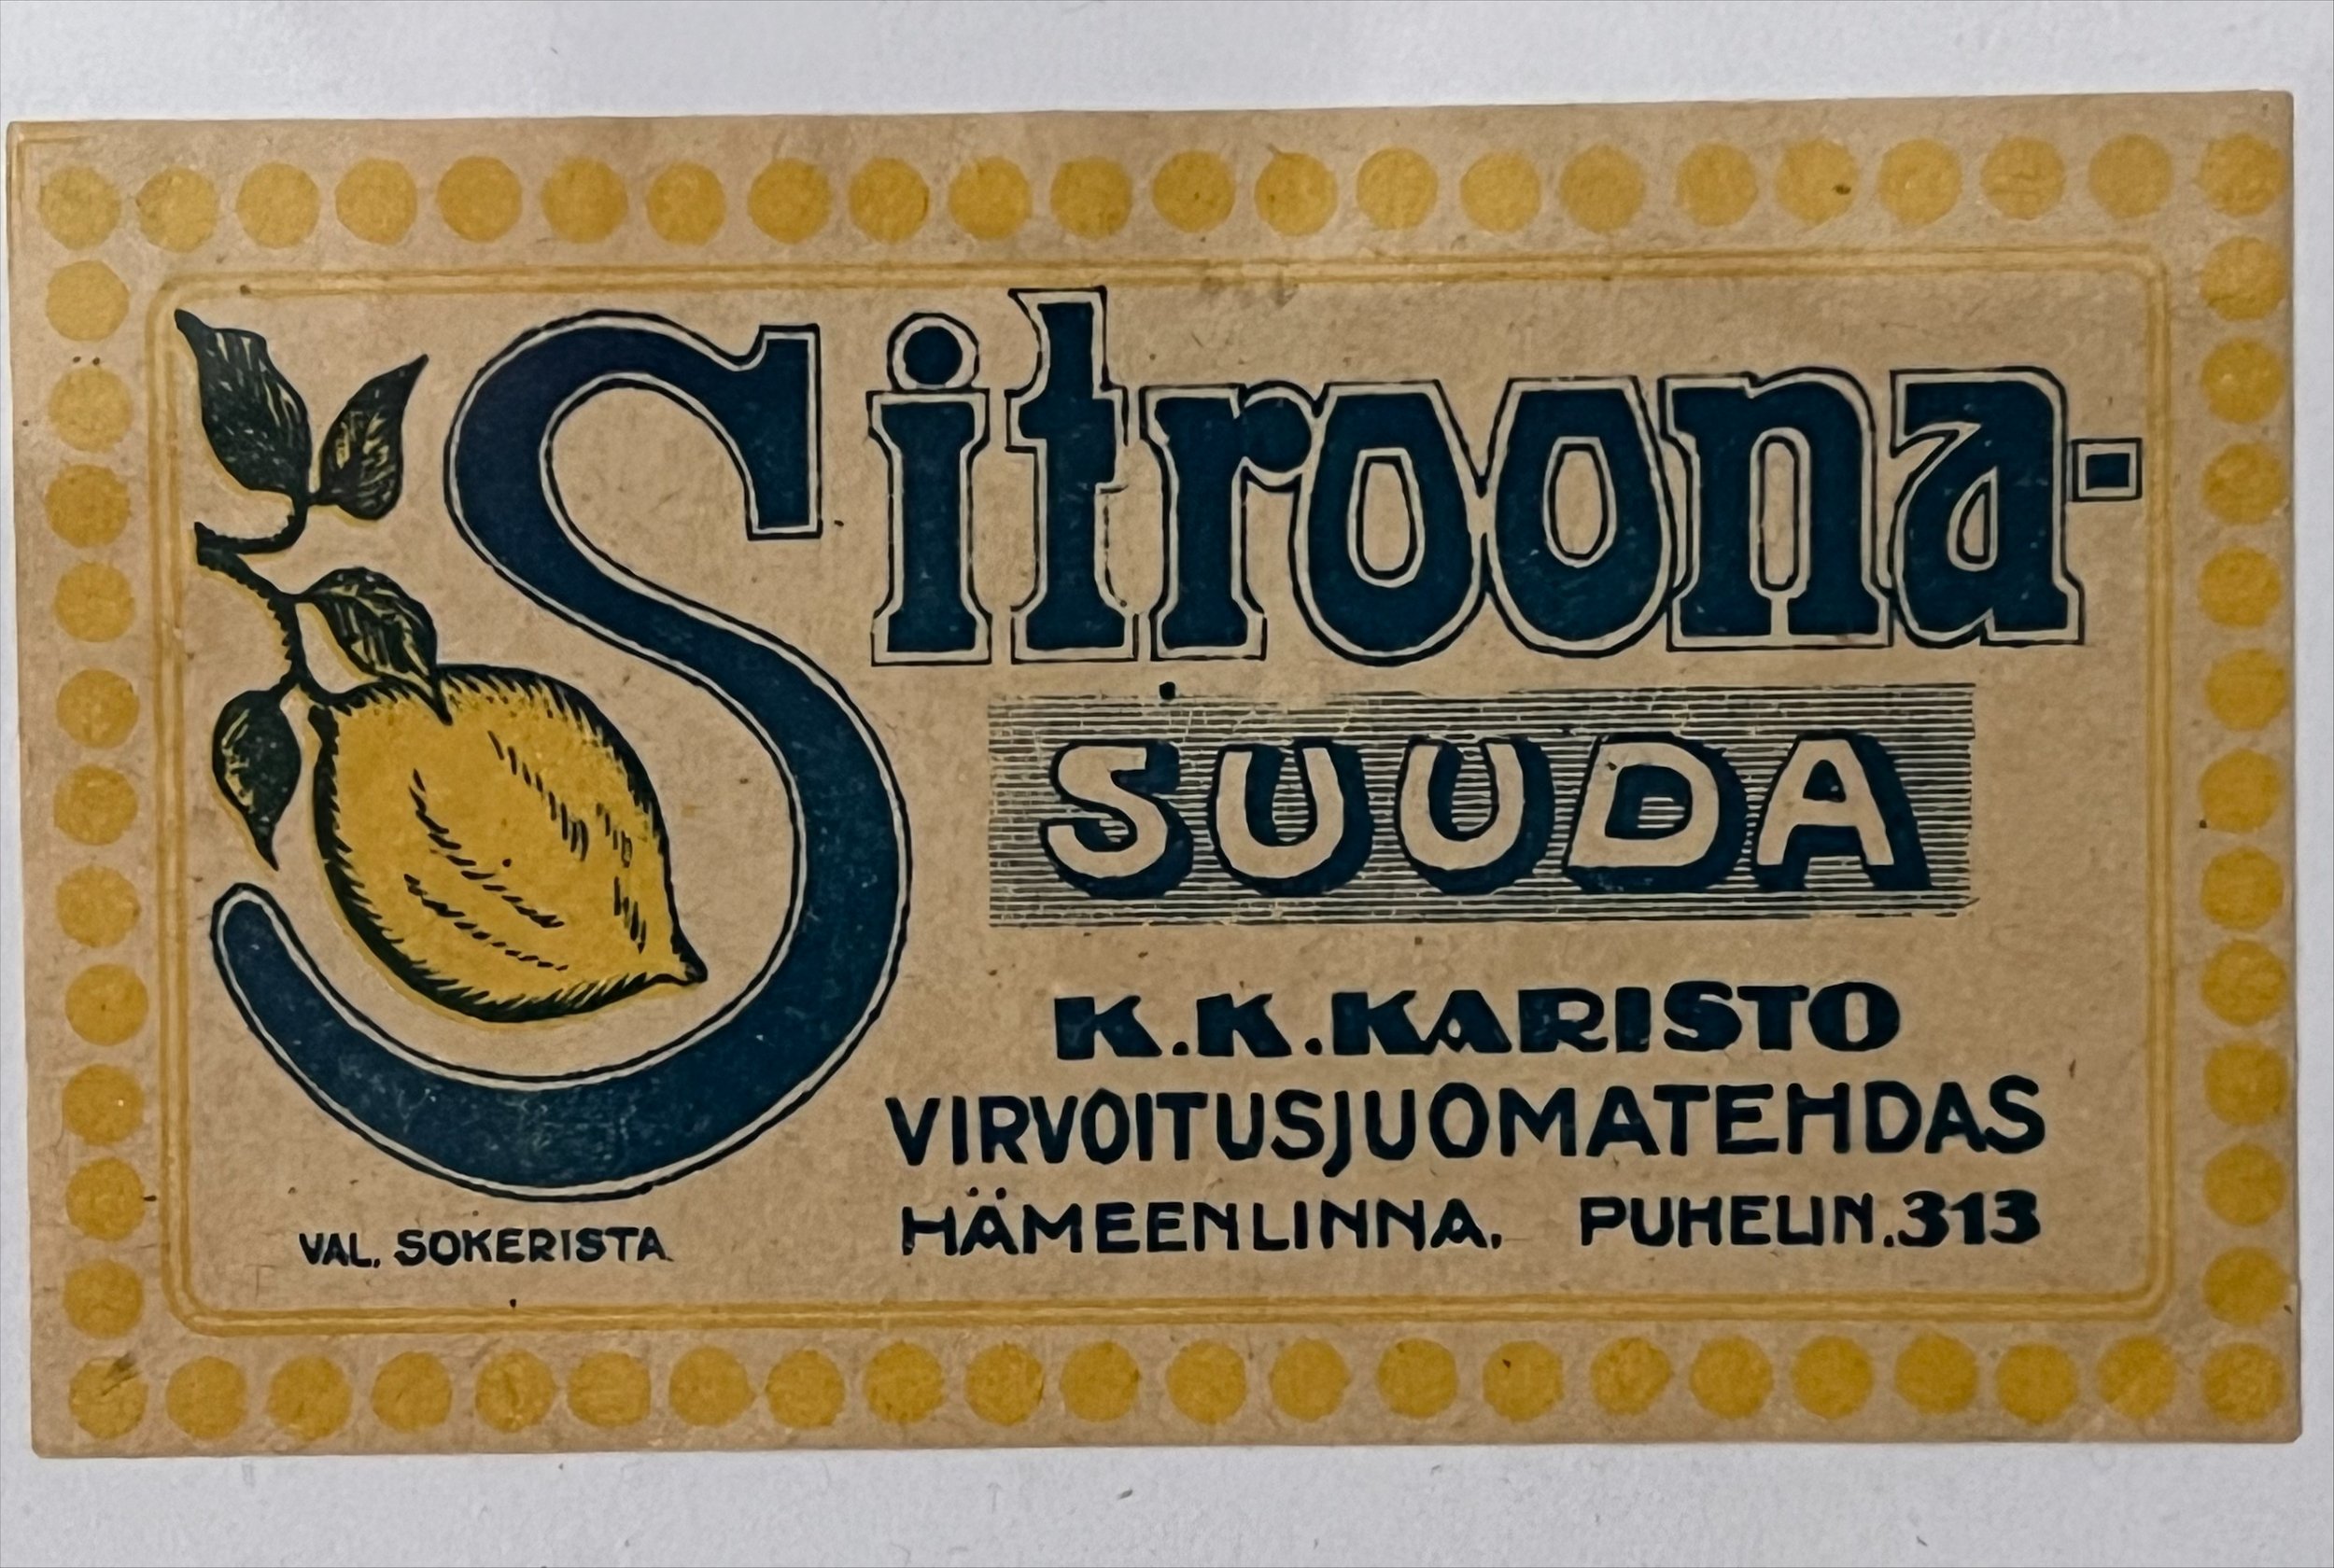 Sitroona-
SUUDA
K.K.KARISTO
VIRVOITUSJUOMATEHDAS
HÄMEENLINNA. PUHELIN.313
VAL. SOKERISTA